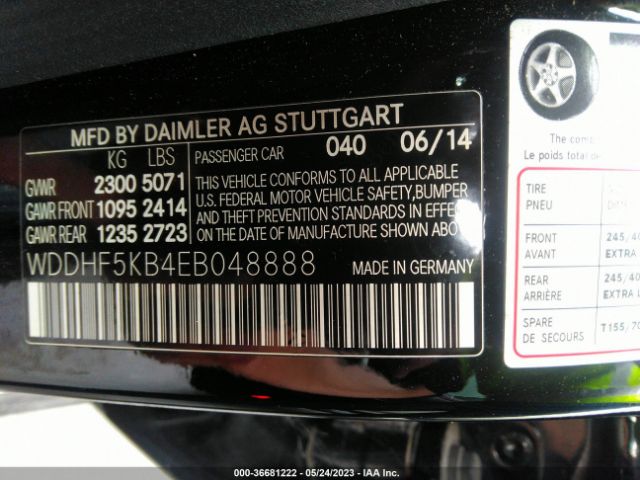 MFD BY DAIMLER AG STUTTGART
KG LBS
GVWR 2300 5071
GAWR FRONT 1095 2414
GAWR REAR 1235 2723
PASSENGER CAR 040 06/14
THIS VEHICLE CONFORMS TO ALL APPLICABLE
U.S. FEDERAL MOTOR VEHICLE SAFETY, BUMPER
AND THEFT PREVENTION STANDARDS IN EFFEC
DATE OF MANUFACTURE SHOWN ABO
WDDHF5KB4EB048888
MADE IN GERMANY
The com
Le poids total de
TIRE
PNEU
FRONT 245/40
AVANT EXTRA
REAR 245/40
ARRIÈRE EXTRA L
SPARE
DE SECOURS T155/70
000-36681222 - 05/24/2023 - IAA Inc.